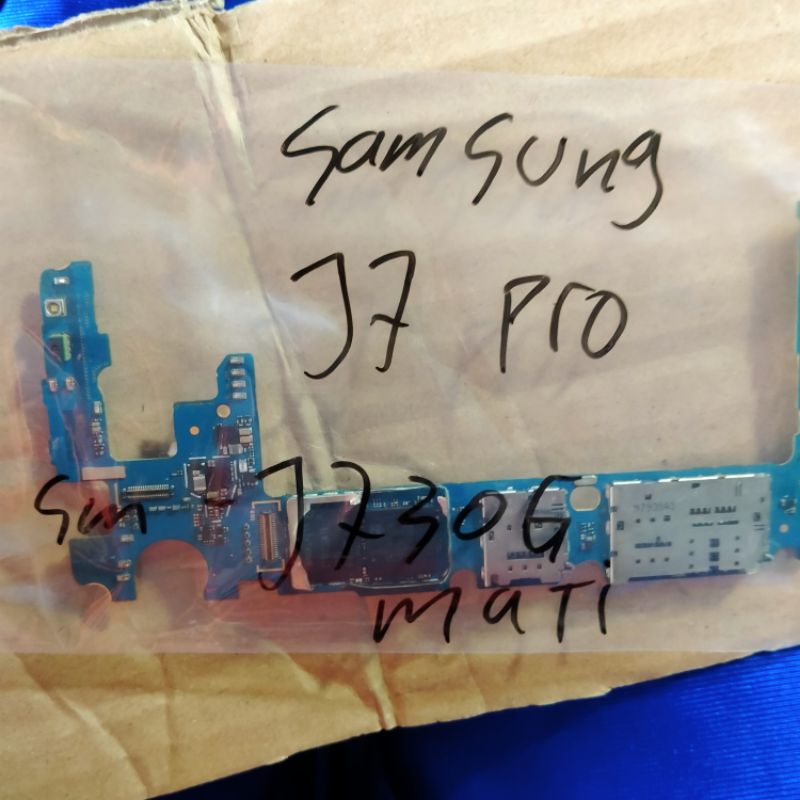 Samsung
J7 Pro
Sm - J730G
mati